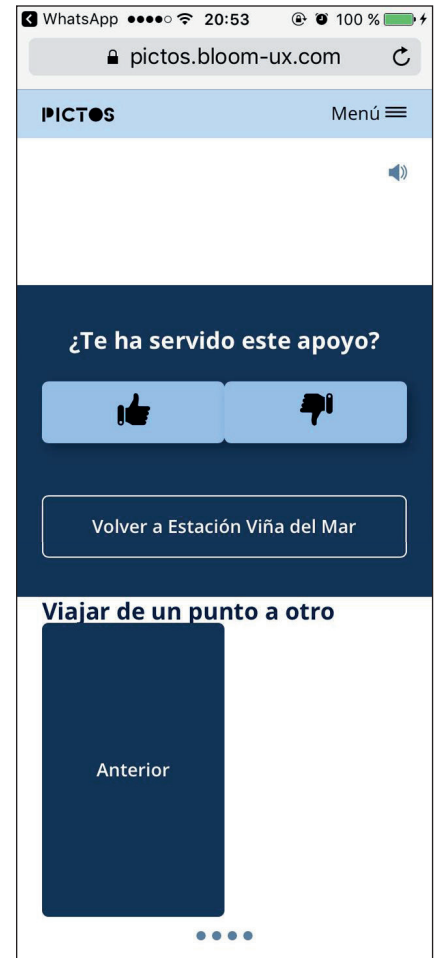 WhatsApp 20:53 100 %
pictos.bloom-ux.com
PICTOS Menú
¿Te ha servido este apoyo?
Volver a Estación Viña del Mar
Viajar de un punto a otro
Anterior